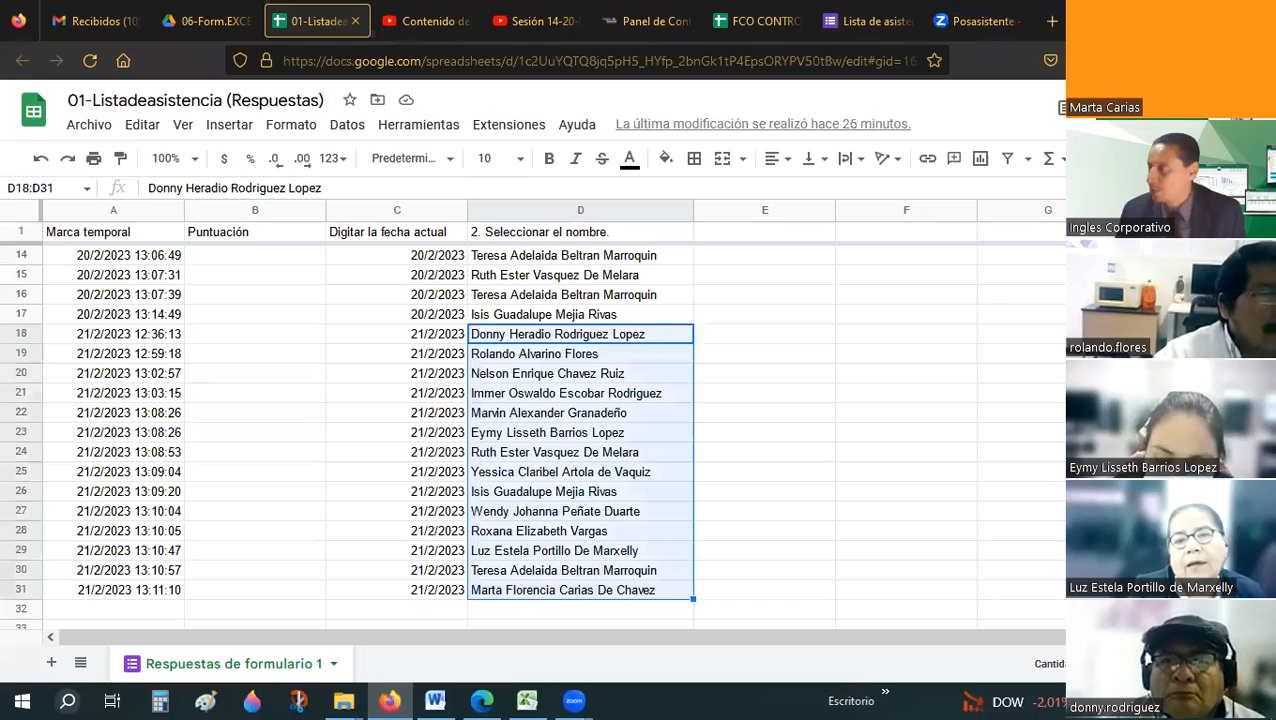 Recibidos (10
06-Form.EXCE
01-Listadea
Contenido de
Sesión 14-20-
Panel de Con
FCO CONTRO
Lista de asiste
Posasistente -
https://docs.google.com/spreadsheets/d/1c2UuYQTQ8jq5pH5_HYfp_2bnGk1tP4EpsORYPV50tBw/edit#gid=1
01-Listadeasistencia (Respuestas)
Archivo Editar Ver Insertar Formato Datos Herramientas Extensiones Ayuda La última modificación se realizó hace 26 minutos.
100% $ % .0 .00 123 Predetermi... 10 B I S A
D18:D31 fx Donny Heradio Rodriguez Lopez
A B C D E F G
1 Marca temporal Puntuación Digitar la fecha actual 2. Seleccionar el nombre.
14 20/2/2023 13:06:49 20/2/2023 Teresa Adelaida Beltran Marroquin
15 20/2/2023 13:07:31 20/2/2023 Ruth Ester Vasquez De Melara
16 20/2/2023 13:07:39 20/2/2023 Teresa Adelaida Beltran Marroquin
17 20/2/2023 13:14:49 20/2/2023 Isis Guadalupe Mejia Rivas
18 21/2/2023 12:36:13 21/2/2023 Donny Heradio Rodriguez Lopez
19 21/2/2023 12:59:18 21/2/2023 Rolando Alvarino Flores
20 21/2/2023 13:02:57 21/2/2023 Nelson Enrique Chavez Ruiz
21 21/2/2023 13:03:15 21/2/2023 Immer Oswaldo Escobar Rodriguez
22 21/2/2023 13:08:26 21/2/2023 Marvin Alexander Granadeño
23 21/2/2023 13:08:26 21/2/2023 Eymy Lisseth Barrios Lopez
24 21/2/2023 13:08:53 21/2/2023 Ruth Ester Vasquez De Melara
25 21/2/2023 13:09:04 21/2/2023 Yessica Claribel Artola de Vaquiz
26 21/2/2023 13:09:20 21/2/2023 Isis Guadalupe Mejia Rivas
27 21/2/2023 13:10:04 21/2/2023 Wendy Johanna Peñate Duarte
28 21/2/2023 13:10:05 21/2/2023 Roxana Elizabeth Vargas
29 21/2/2023 13:10:47 21/2/2023 Luz Estela Portillo De Marxelly
30 21/2/2023 13:10:57 21/2/2023 Teresa Adelaida Beltran Marroquin
31 21/2/2023 13:11:10 21/2/2023 Marta Florencia Carias De Chavez
32
33
Respuestas de formulario 1
Cantida
Escritorio » DOW -2,01%
Marta Carias
Ingles Corporativo
rolando.flores
Eymy Lisseth Barrios Lopez
Luz Estela Portillo de Marxelly
donny.rodriguez